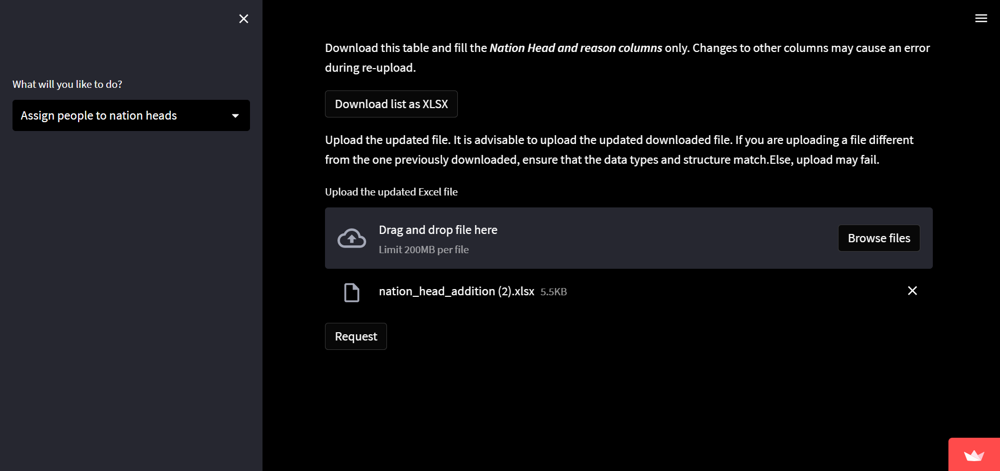 What will you like to do?
Assign people to nation heads
Download this table and fill the Nation Head and reason columns only. Changes to other columns may cause an error
during re-upload.
Download list as XLSX
Upload the updated file. It is advisable to upload the updated downloaded file. If you are uploading a file different
from the one previously downloaded, ensure that the data types and structure match.Else, upload may fail.
Upload the updated Excel file
Drag and drop file here
Limit 200MB per file
Browse files
nation_head_addition (2).xlsx 5.5KB
Request